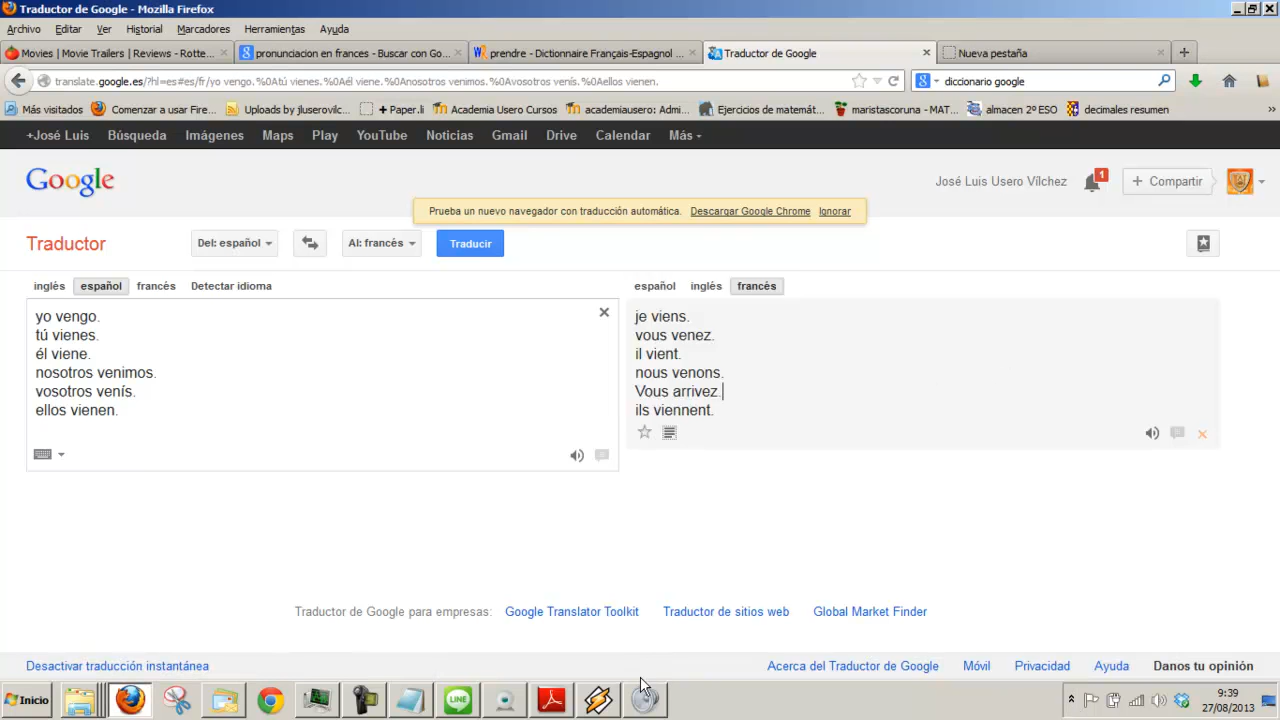 Traductor de Google - Mozilla Firefox
Archivo Editar Ver Historial Marcadores Herramientas Ayuda
Movies | Movie Trailers | Reviews - Rotte... pronunciacion en frances - Buscar con Go... prendre - Dictionnaire Français-Espagnol ... Traductor de Google Nueva pestaña
translate.google.es/?hl=es#es/fr/yo vengo.%0Atú vienes.%0Aél viene.%0Anosotros venimos.%0Avosotros venís.%0Aellos vienen. diccionario google
Más visitados Comenzar a usar Fire... Uploads by jluserovilc... + Paper.li Academia Usero Cursos academiausero: Admi... Ejercicios de matemát... maristascoruna - MAT... almacen 2º ESO decimales resumen »
+José Luis Búsqueda Imágenes Maps Play YouTube Noticias Gmail Drive Calendar Más
Google José Luis Usero Vílchez 1 + Compartir
Prueba un nuevo navegador con traducción automática. Descargar Google Chrome Ignorar
Traductor Del: español Al: francés Traducir
inglés español francés Detectar idioma español inglés francés
yo vengo.
tú vienes.
él viene.
nosotros venimos.
vosotros venís.
ellos vienen.
je viens.
vous venez.
il vient.
nous venons.
Vous arrivez.
ils viennent.
Traductor de Google para empresas: Google Translator Toolkit Traductor de sitios web Global Market Finder
Desactivar traducción instantánea Acerca del Traductor de Google Móvil Privacidad Ayuda Danos tu opinión
Inicio LINE 9:39
27/08/2013